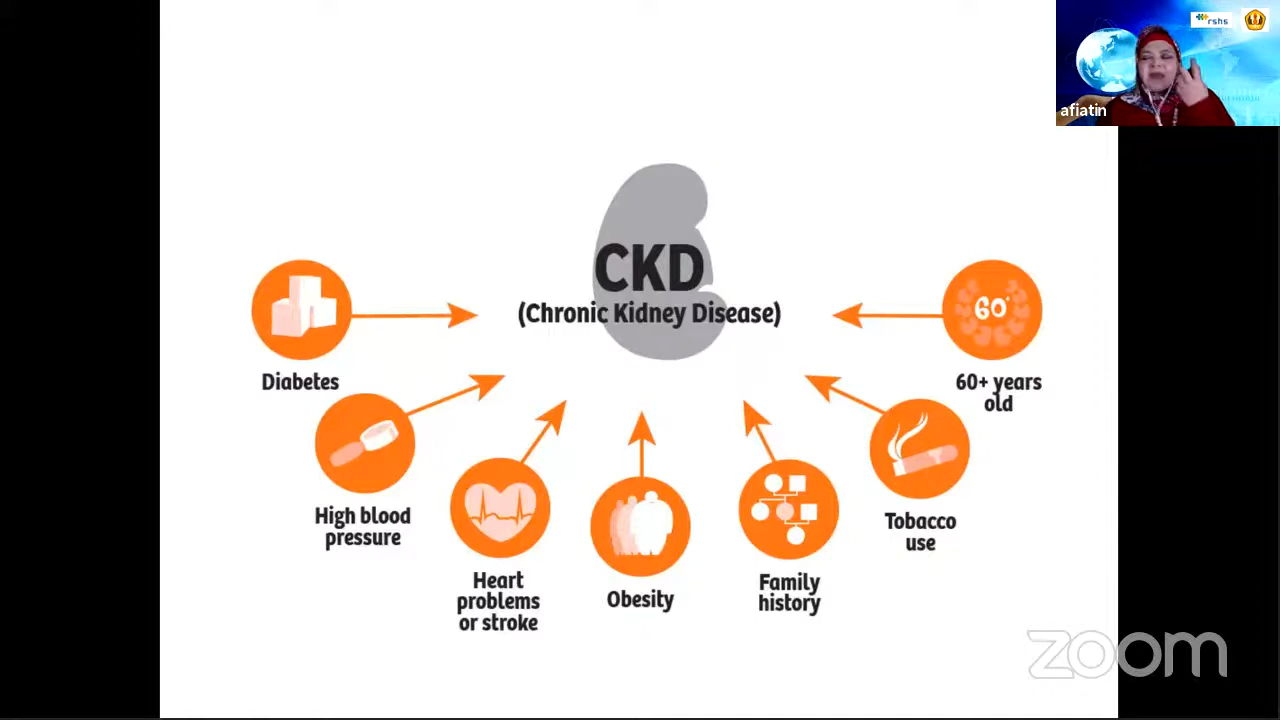 rshs
afiatin
CKD
(Chronic Kidney Disease)
60+
Diabetes
60+ years
old
High blood
pressure
Heart
problems
or stroke
Obesity
Family
history
Tobacco
use
zoom